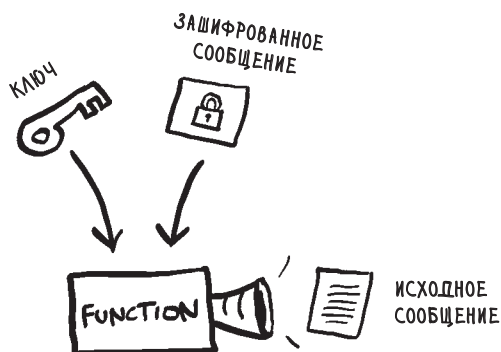 ЗАШИФРОВАННОЕ
СООБЩЕНИЕ
КЛЮЧ
FUNCTION
ИСХОДНОЕ
СООБЩЕНИЕ